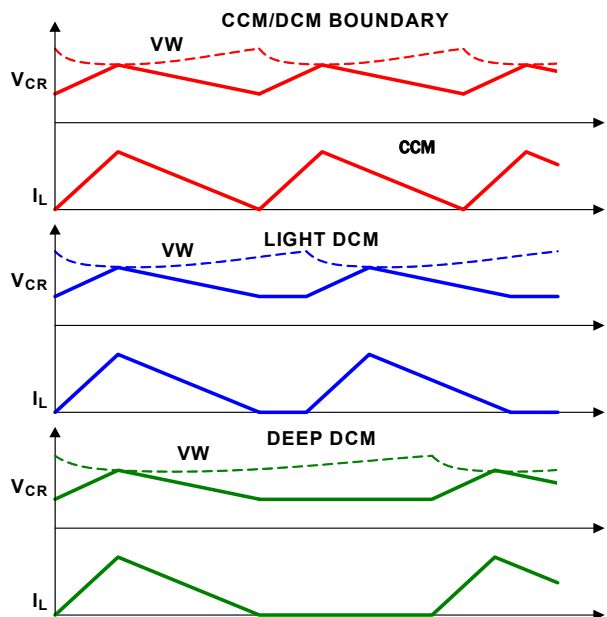 CCM/DCM BOUNDARY
VW
VCR
CCM
IL
LIGHT DCM
VW
VCR
IL
DEEP DCM
VW
VCR
IL